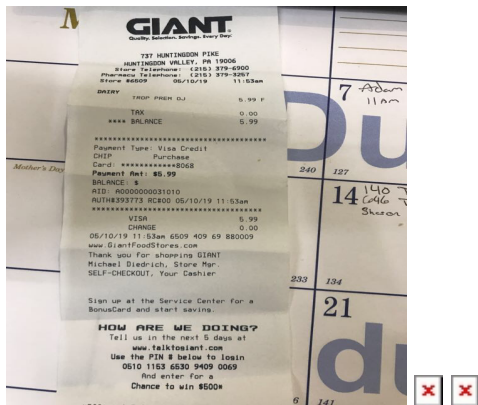 GIANT
Quality. Selection. Savings. Every Day.
737 HUNTINGDON PIKE
HUNTINGDON VALLEY, PA 19006
Store Telephone: (215) 379-6900
Pharmacy Telephone: (215) 379-3257
Store #6509 05/10/19 11:53am
DAIRY
TROP PREM OJ 5.99 F
TAX 0.00
**** BALANCE 5.99
Payment Type: Visa Credit
CHIP Purchase
Card: ************8068
Payment Amt: $5.99
BALANCE: $
AID: A0000000031010
AUTH#393773 RC#00 05/10/19 11:53am
VISA 5.99
CHANGE 0.00
05/10/19 11:53am 6509 409 69 880009
www.GiantFoodStores.com
Thank you for shopping GIANT
Michael Diedrich, Store Mgr.
SELF-CHECKOUT, Your Cashier
Sign up at the Service Center for a
BonusCard and start saving.
HOW ARE WE DOING?
Tell us in the next 5 days at
www.talktogiant.com
Use the PIN # below to login
0510 1153 6530 9409 0069
And enter for a
Chance to win $500*
Mother's Day
7 Adam
11am
240 127
14 140
Sharon
233 134
21
141